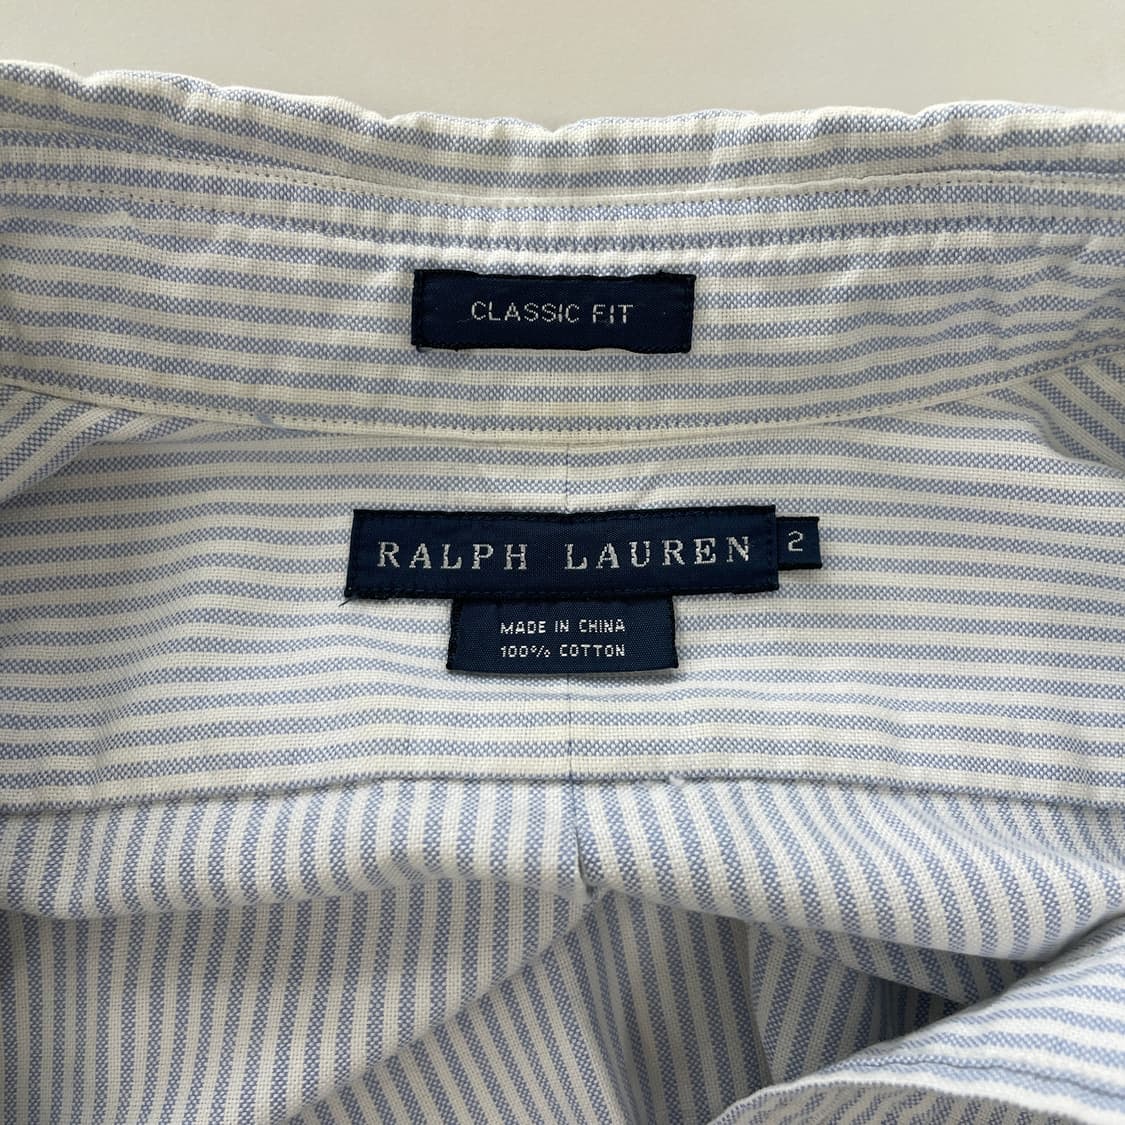 CLASSIC FIT
RALPH LAUREN 2
MADE IN CHINA
100% COTTON